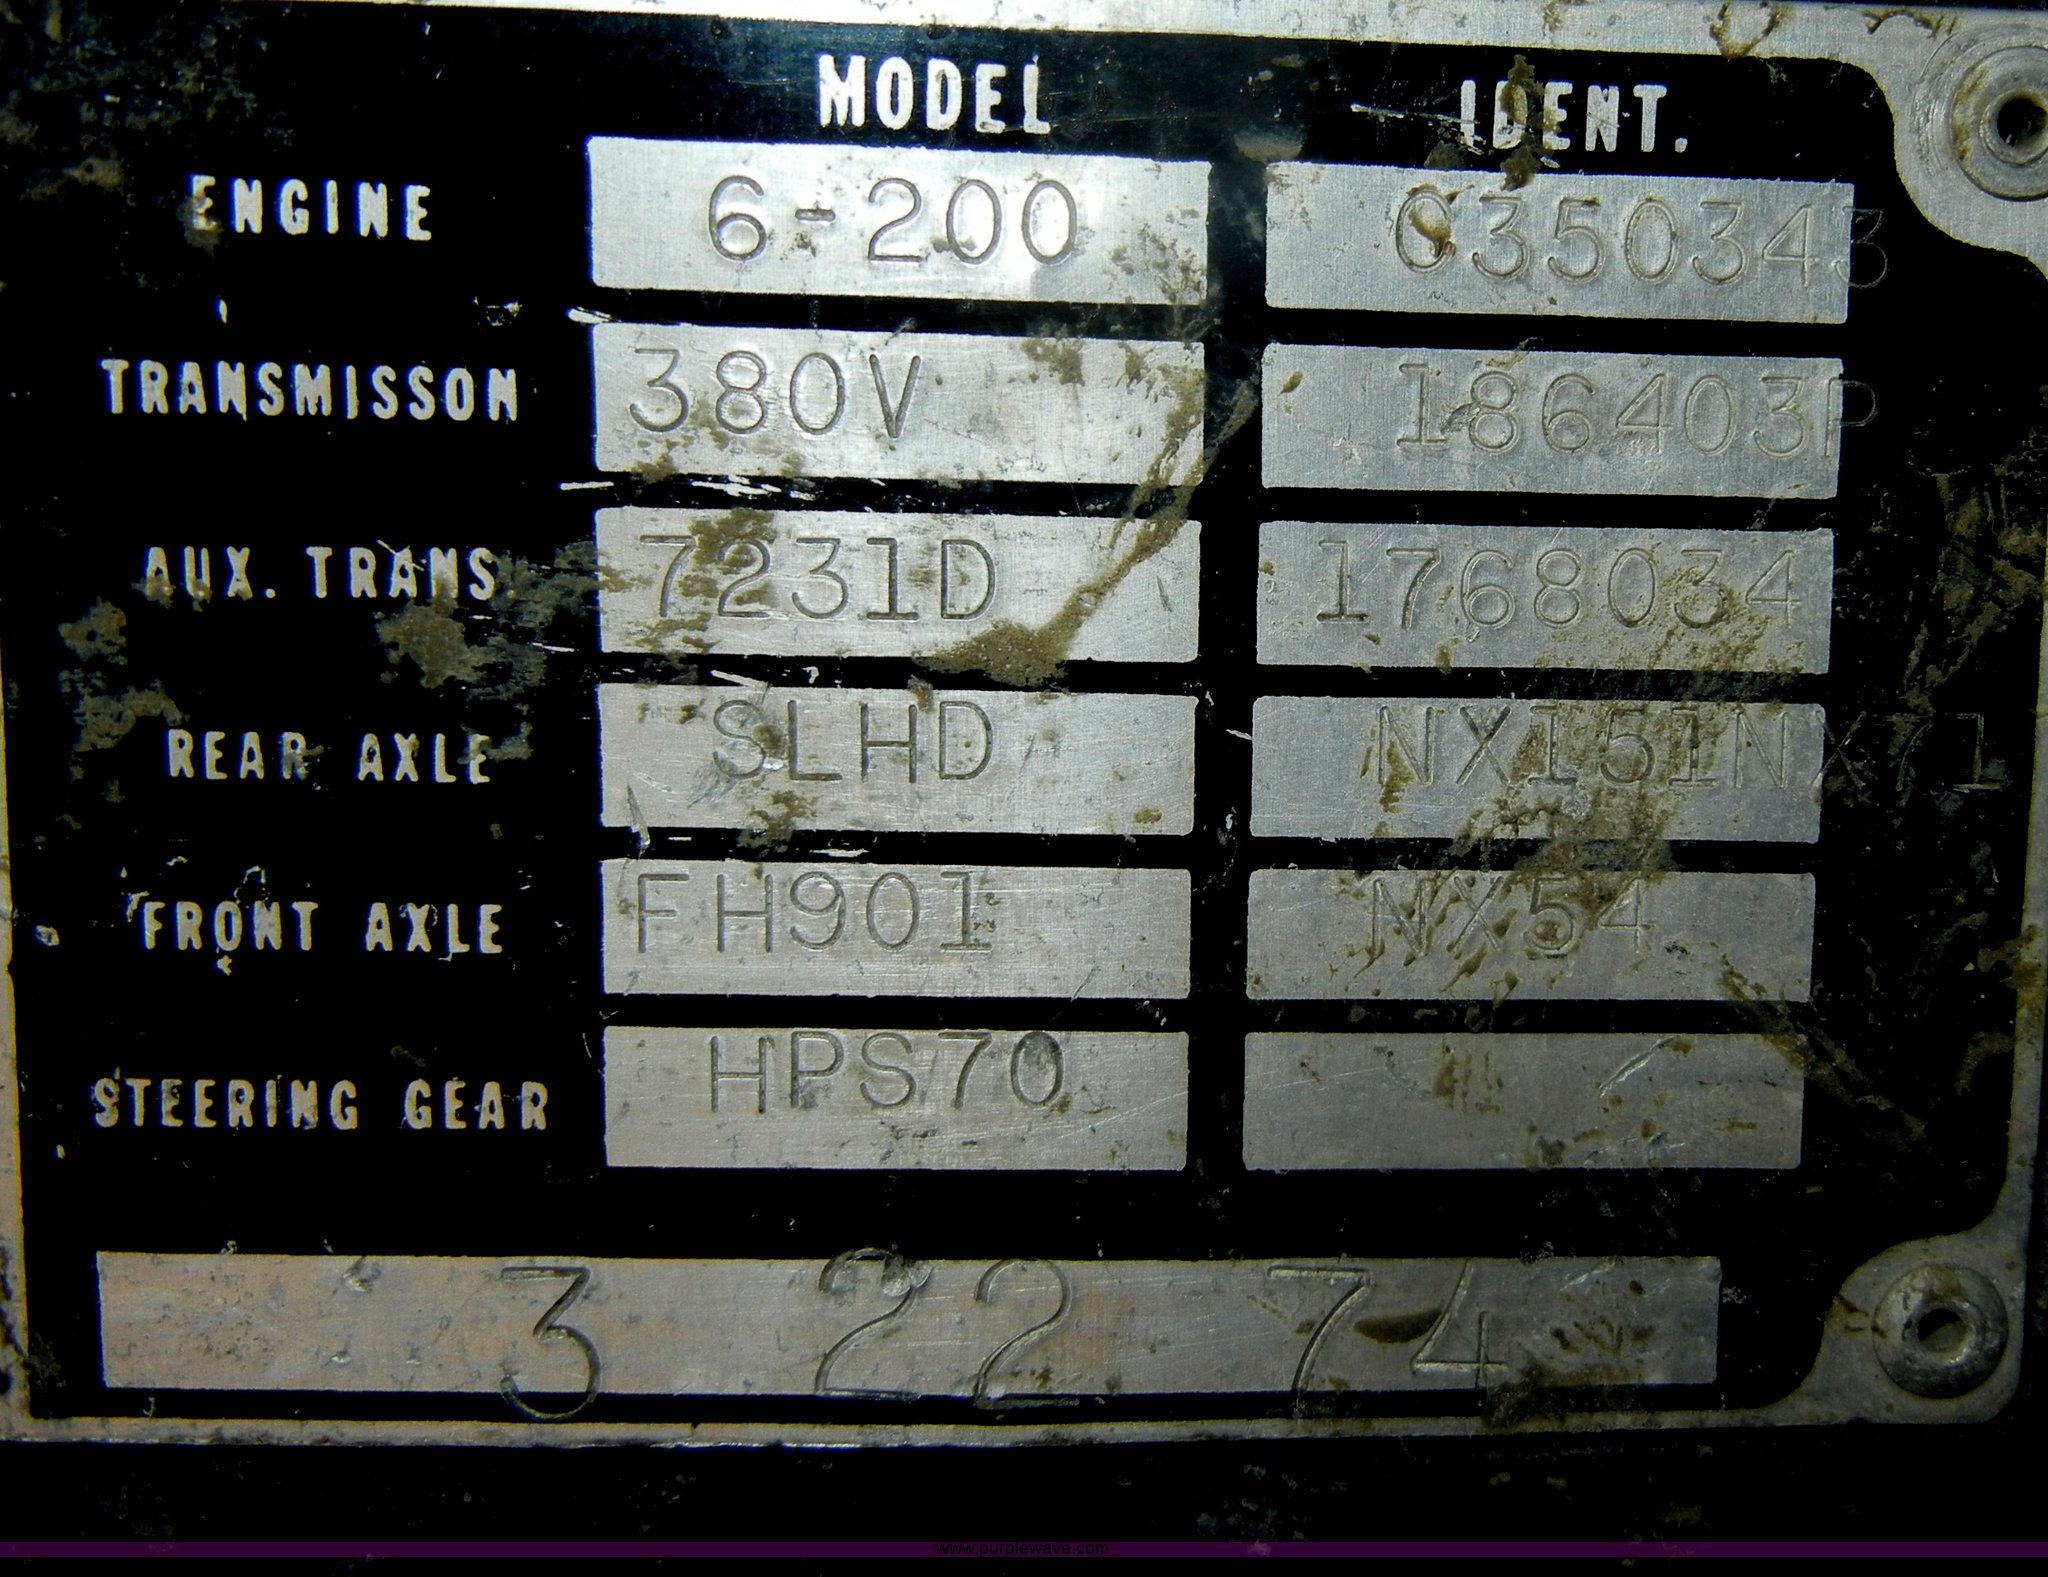 MODEL IDENT.
ENGINE 6-200 0350343
TRANSMISSON 380V 186403P
AUX. TRANS. 7231D 1768034
REAR AXLE SLHD NX151NX71
FRONT AXLE FH901 NX54
STEERING GEAR HPS70
3 22 74
www.purplewave.com